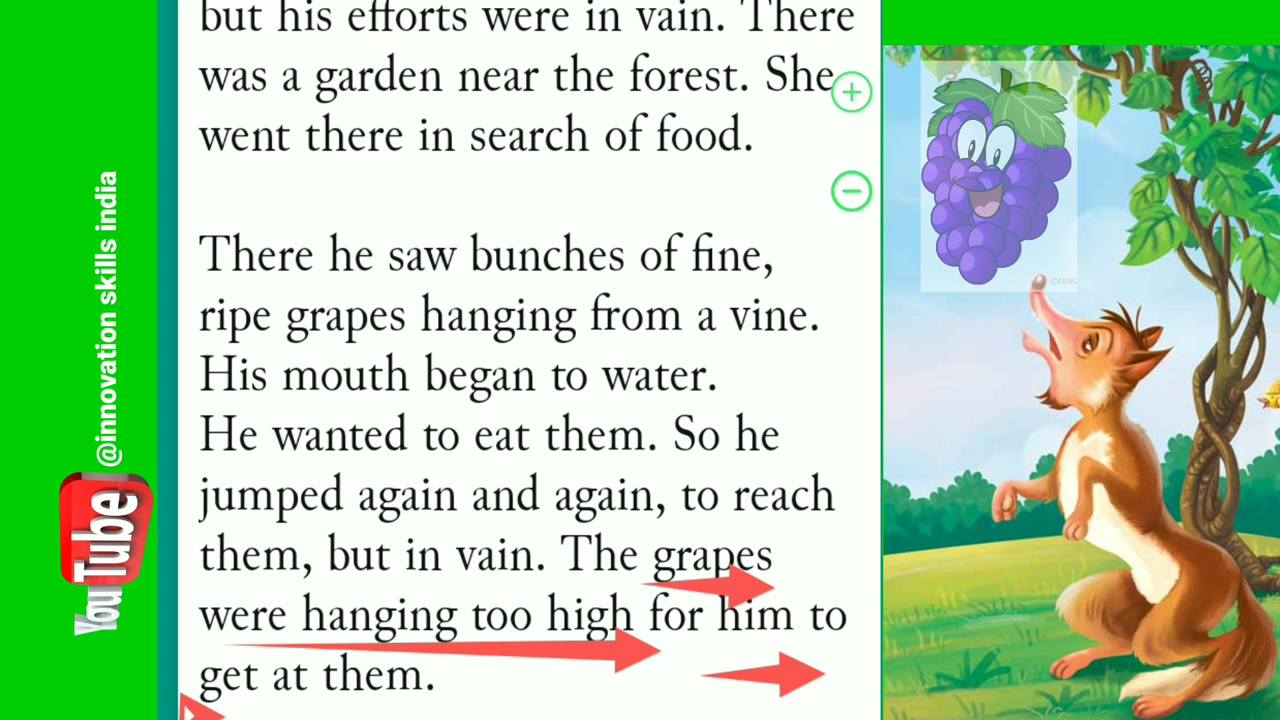 but his efforts were in vain. There
was a garden near the forest. She
went there in search of food.
There he saw bunches of fine,
ripe grapes hanging from a vine.
His mouth began to water.
He wanted to eat them. So he
jumped again and again, to reach
them, but in vain. The grapes
were hanging too high for him to
get at them.
YouTube @innovation skills india